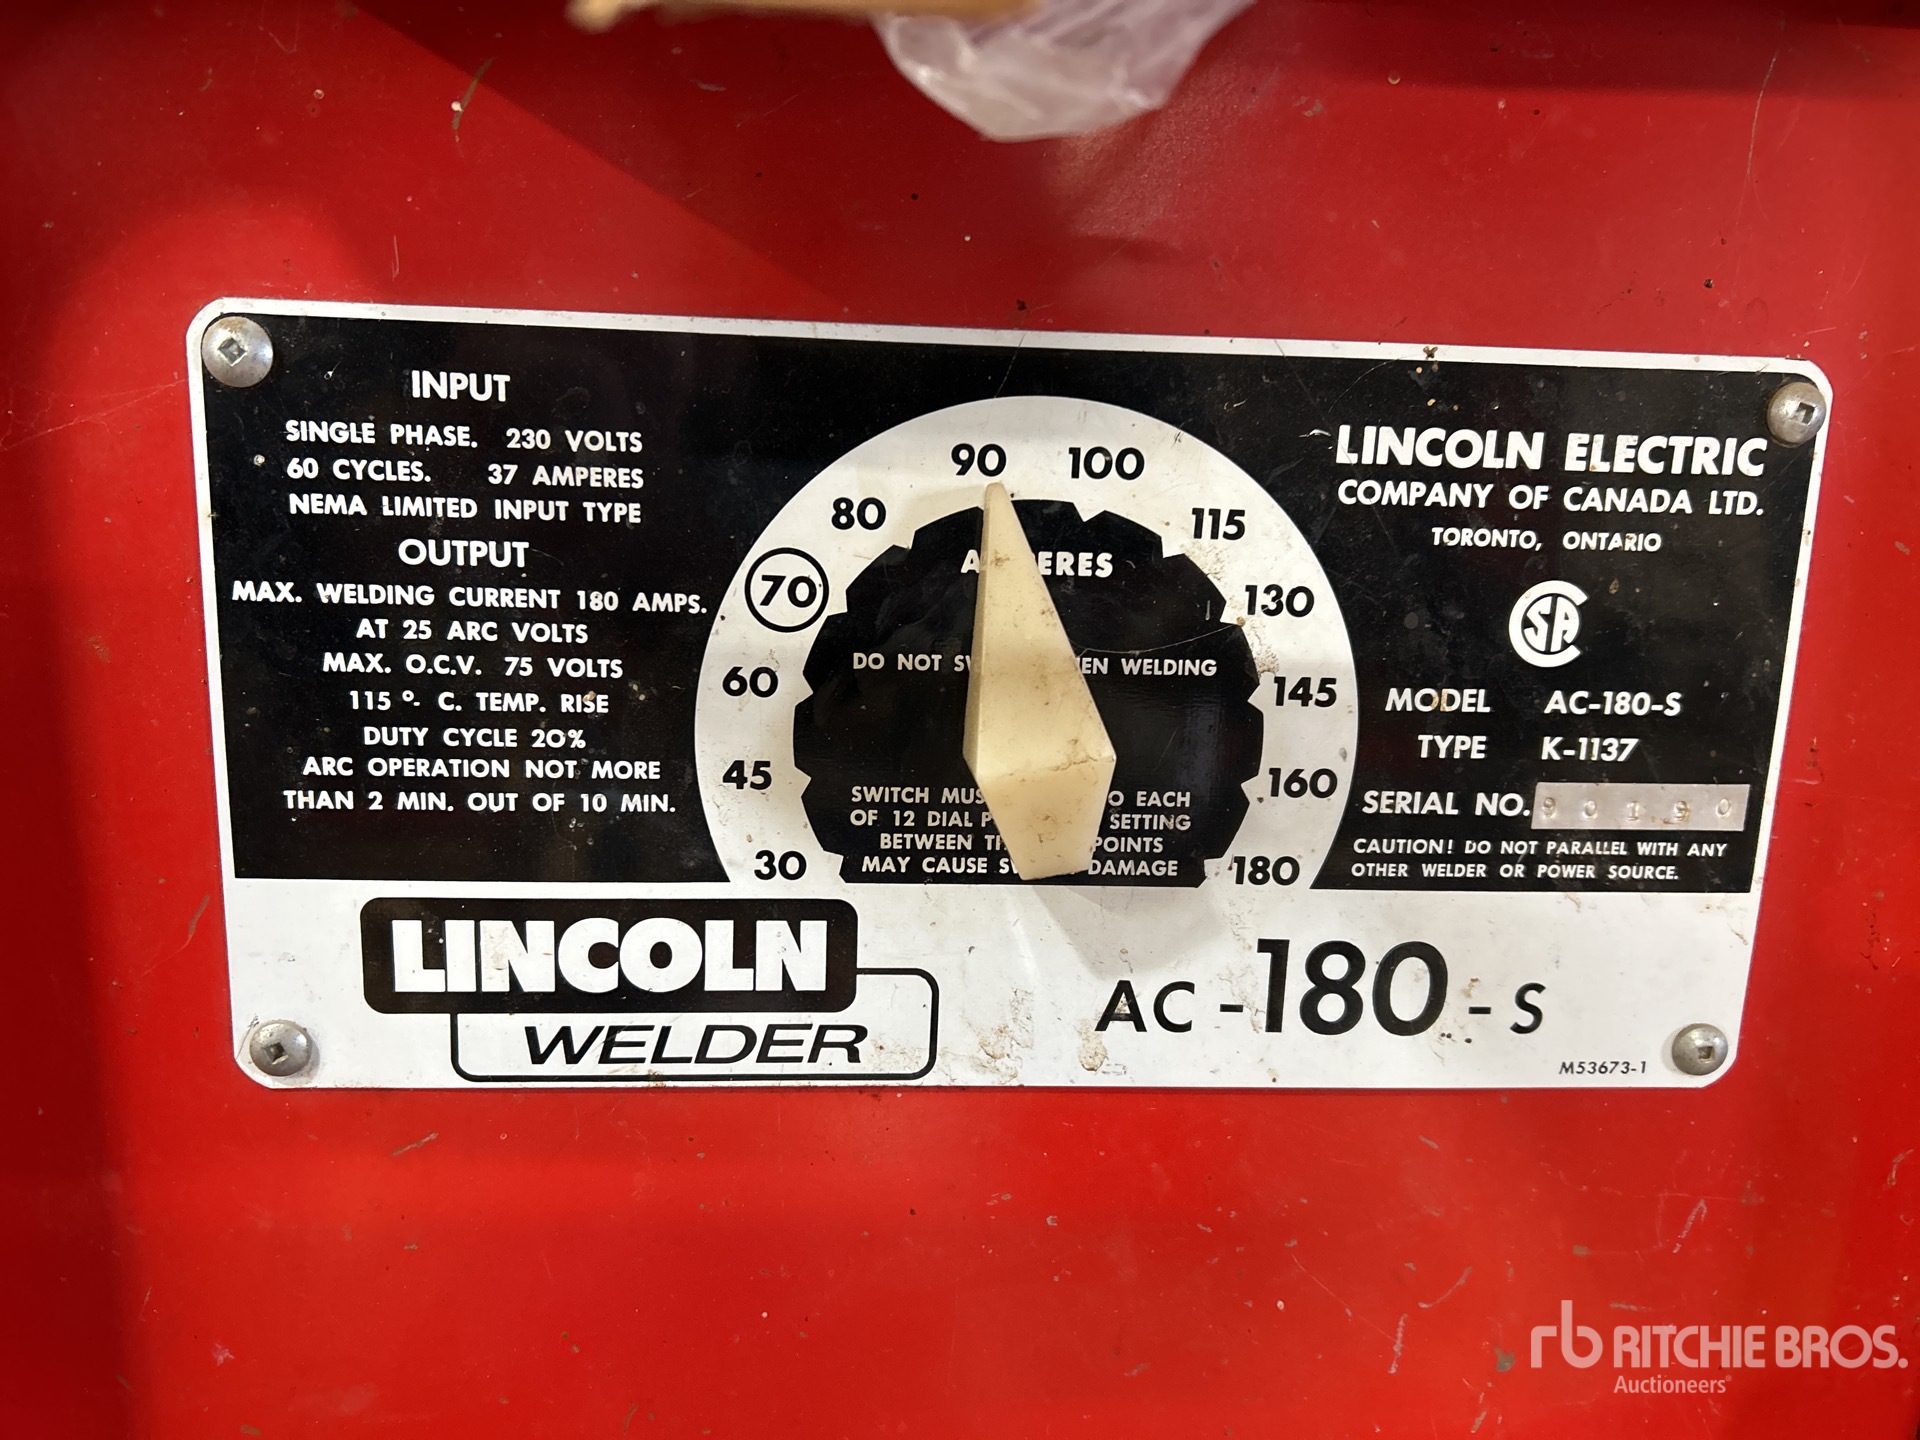 INPUT
SINGLE PHASE. 230 VOLTS
60 CYCLES. 37 AMPERES
NEMA LIMITED INPUT TYPE
OUTPUT
MAX. WELDING CURRENT 180 AMPS.
AT 25 ARC VOLTS
MAX. O.C.V. 75 VOLTS
115 º. C. TEMP. RISE
DUTY CYCLE 20%
ARC OPERATION NOT MORE
THAN 2 MIN. OUT OF 10 MIN.
30
45
60
70
80
90
100
115
130
145
160
180
DO NOT WELDING
SWITCH EACH
OF 12 DIAL SETTING
BETWEEN POINTS
MAY CAUSE DAMAGE
LINCOLN ELECTRIC
COMPANY OF CANADA LTD.
TORONTO, ONTARIO
CSA
MODEL AC-180-S
TYPE K-1137
SERIAL NO.
CAUTION! DO NOT PARALLEL WITH ANY
OTHER WELDER OR POWER SOURCE.
LINCOLN
WELDER
AC-180-S
M53673-1
rb RITCHIE BROS.
Auctioneers